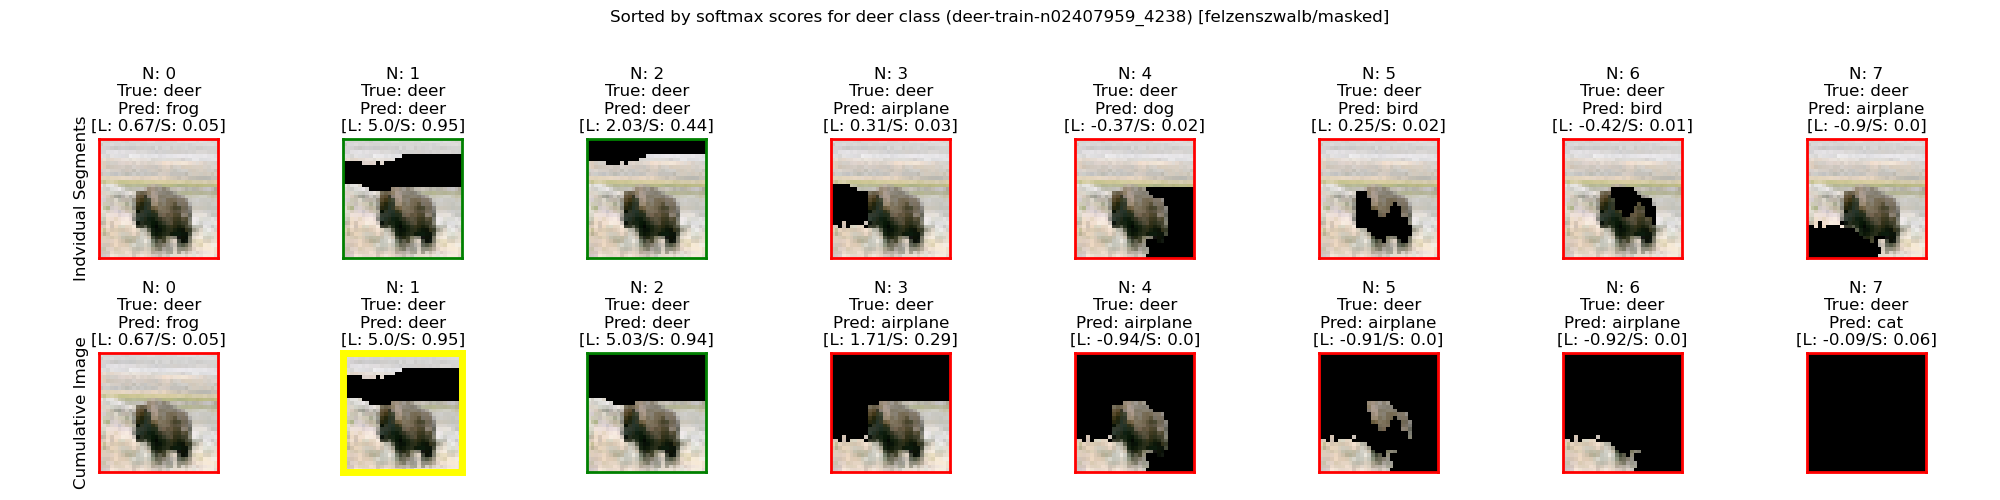 Sorted by softmax scores for deer class (deer-train-n02407959_4238) [felzenszwalb/masked]
Individual Segments
N: 0
True: deer
Pred: frog
[L: 0.67/S: 0.05]
N: 1
True: deer
Pred: deer
[L: 5.0/S: 0.95]
N: 2
True: deer
Pred: deer
[L: 2.03/S: 0.44]
N: 3
True: deer
Pred: airplane
[L: 0.31/S: 0.03]
N: 4
True: deer
Pred: dog
[L: -0.37/S: 0.02]
N: 5
True: deer
Pred: bird
[L: 0.25/S: 0.02]
N: 6
True: deer
Pred: bird
[L: -0.42/S: 0.01]
N: 7
True: deer
Pred: airplane
[L: -0.9/S: 0.0]
Cumulative Image
N: 0
True: deer
Pred: frog
[L: 0.67/S: 0.05]
N: 1
True: deer
Pred: deer
[L: 5.0/S: 0.95]
N: 2
True: deer
Pred: deer
[L: 5.03/S: 0.94]
N: 3
True: deer
Pred: airplane
[L: 1.71/S: 0.29]
N: 4
True: deer
Pred: airplane
[L: -0.94/S: 0.0]
N: 5
True: deer
Pred: airplane
[L: -0.91/S: 0.0]
N: 6
True: deer
Pred: airplane
[L: -0.92/S: 0.0]
N: 7
True: deer
Pred: cat
[L: -0.09/S: 0.06]